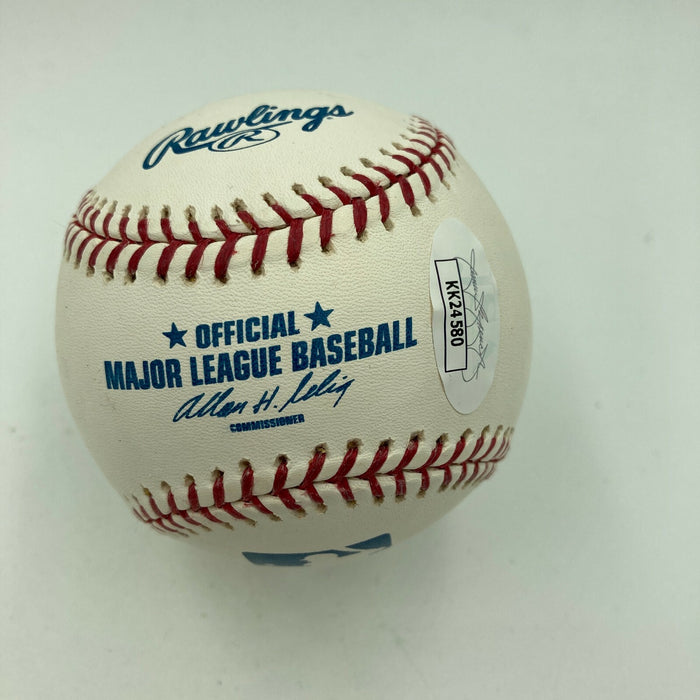 Rawlings
R
★ OFFICIAL ★
MAJOR LEAGUE BASEBALL
Allan H. Selig
COMMISSIONER
KK24580